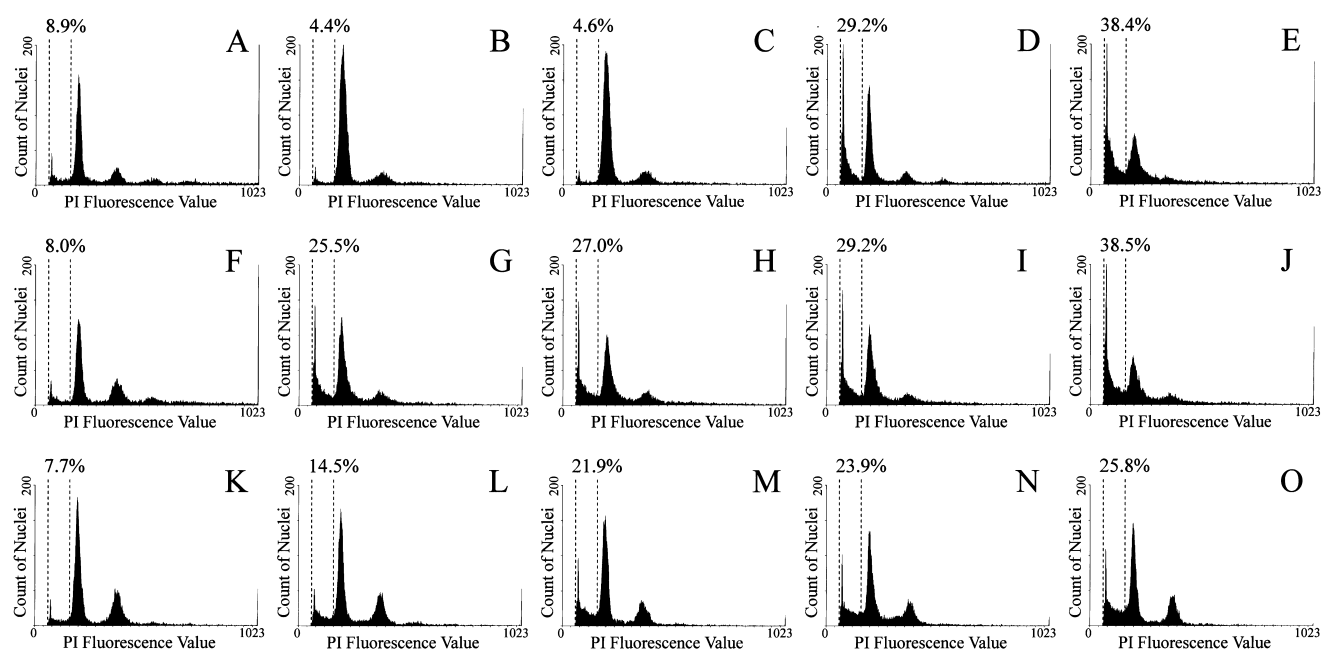 8.9% 4.4% 4.6% 29.2% 38.4%
A B C D E
200 200 200 200 200
Count of Nuclei Count of Nuclei Count of Nuclei Count of Nuclei Count of Nuclei
0 1023 0 1023 0 1023 0 1023 0 1023
PI Fluorescence Value PI Fluorescence Value PI Fluorescence Value PI Fluorescence Value PI Fluorescence Value
8.0% 25.5% 27.0% 29.2% 38.5%
F G H I J
200 200 200 200 200
Count of Nuclei Count of Nuclei Count of Nuclei Count of Nuclei Count of Nuclei
0 1023 0 1023 0 1023 0 1023 0 1023
PI Fluorescence Value PI Fluorescence Value PI Fluorescence Value PI Fluorescence Value PI Fluorescence Value
7.7% 14.5% 21.9% 23.9% 25.8%
K L M N O
200 200 200 200 200
Count of Nuclei Count of Nuclei Count of Nuclei Count of Nuclei Count of Nuclei
0 1023 0 1023 0 1023 0 1023 0 1023
PI Fluorescence Value PI Fluorescence Value PI Fluorescence Value PI Fluorescence Value PI Fluorescence Value